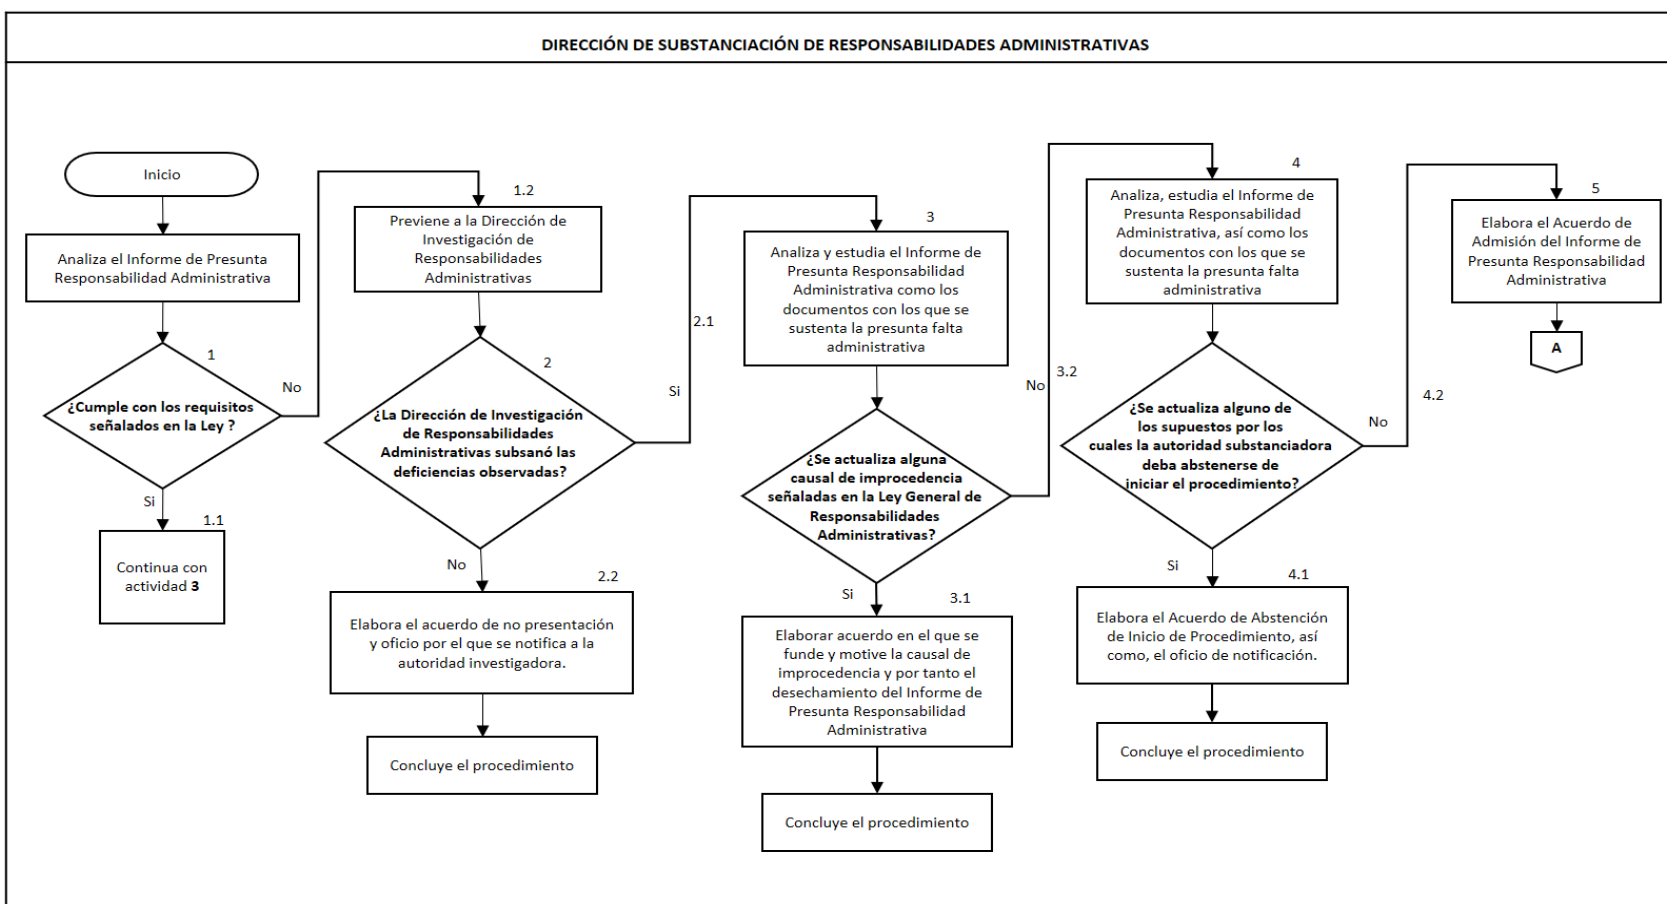 DIRECCIÓN DE SUBSTANCIACIÓN DE RESPONSABILIDADES ADMINISTRATIVAS
Inicio
Analiza el Informe de Presunta
Responsabilidad Administrativa
1
¿Cumple con los requisitos
señalados en la Ley ?
No
Si
1.1
Continua con
actividad 3
1.2
Previene a la Dirección de
Investigación de
Responsabilidades
Administrativas
2
¿La Dirección de Investigación
de Responsabilidades
Administrativas subsanó las
deficiencias observadas?
Si
2.1
No
2.2
Elabora el acuerdo de no presentación
y oficio por el que se notifica a la
autoridad investigadora.
Concluye el procedimiento
3
Analiza y estudia el Informe de
Presunta Responsabilidad
Administrativa como los
documentos con los que se
sustenta la presunta falta
administrativa
¿Se actualiza alguna
causal de improcedencia
señaladas en la Ley General de
Responsabilidades
Administrativas?
No
3.2
Si
3.1
Elaborar acuerdo en el que se
funde y motive la causal de
improcedencia y por tanto el
desechamiento del Informe de
Presunta Responsabilidad
Administrativa
Concluye el procedimiento
4
Analiza, estudia el Informe de
Presunta Responsabilidad
Administrativa, así como los
documentos con los que se
sustenta la presunta falta
administrativa
¿Se actualiza alguno de
los supuestos por los
cuales la autoridad substanciadora
deba abstenerse de
iniciar el procedimiento?
No
4.2
Si
4.1
Elabora el Acuerdo de Abstención
de Inicio de Procedimiento, así
como, el oficio de notificación.
Concluye el procedimiento
5
Elabora el Acuerdo de
Admisión del Informe de
Presunta Responsabilidad
Administrativa
A